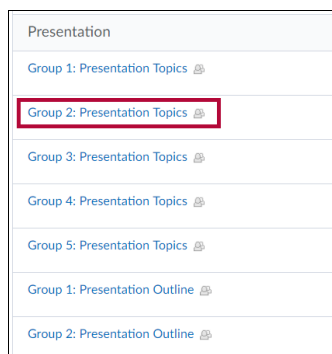 Presentation
Group 1: Presentation Topics
Group 2: Presentation Topics
Group 3: Presentation Topics
Group 4: Presentation Topics
Group 5: Presentation Topics
Group 1: Presentation Outline
Group 2: Presentation Outline